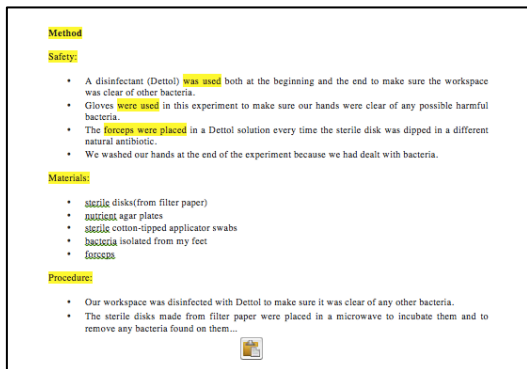 Method
Safety:
• A disinfectant (Dettol) was used both at the beginning and the end to make sure the workspace
was clear of other bacteria.
• Gloves were used in this experiment to make sure our hands were clear of any possible harmful
bacteria.
• The forceps were placed in a Dettol solution every time the sterile disk was dipped in a different
natural antibiotic.
• We washed our hands at the end of the experiment because we had dealt with bacteria.
Materials:
• sterile disks(from filter paper)
• nutrient agar plates
• sterile cotton-tipped applicator swabs
• bacteria isolated from my feet
• forceps
Procedure:
• Our workspace was disinfected with Dettol to make sure it was clear of any other bacteria.
• The sterile disks made from filter paper were placed in a microwave to incubate them and to
remove any bacteria found on them...